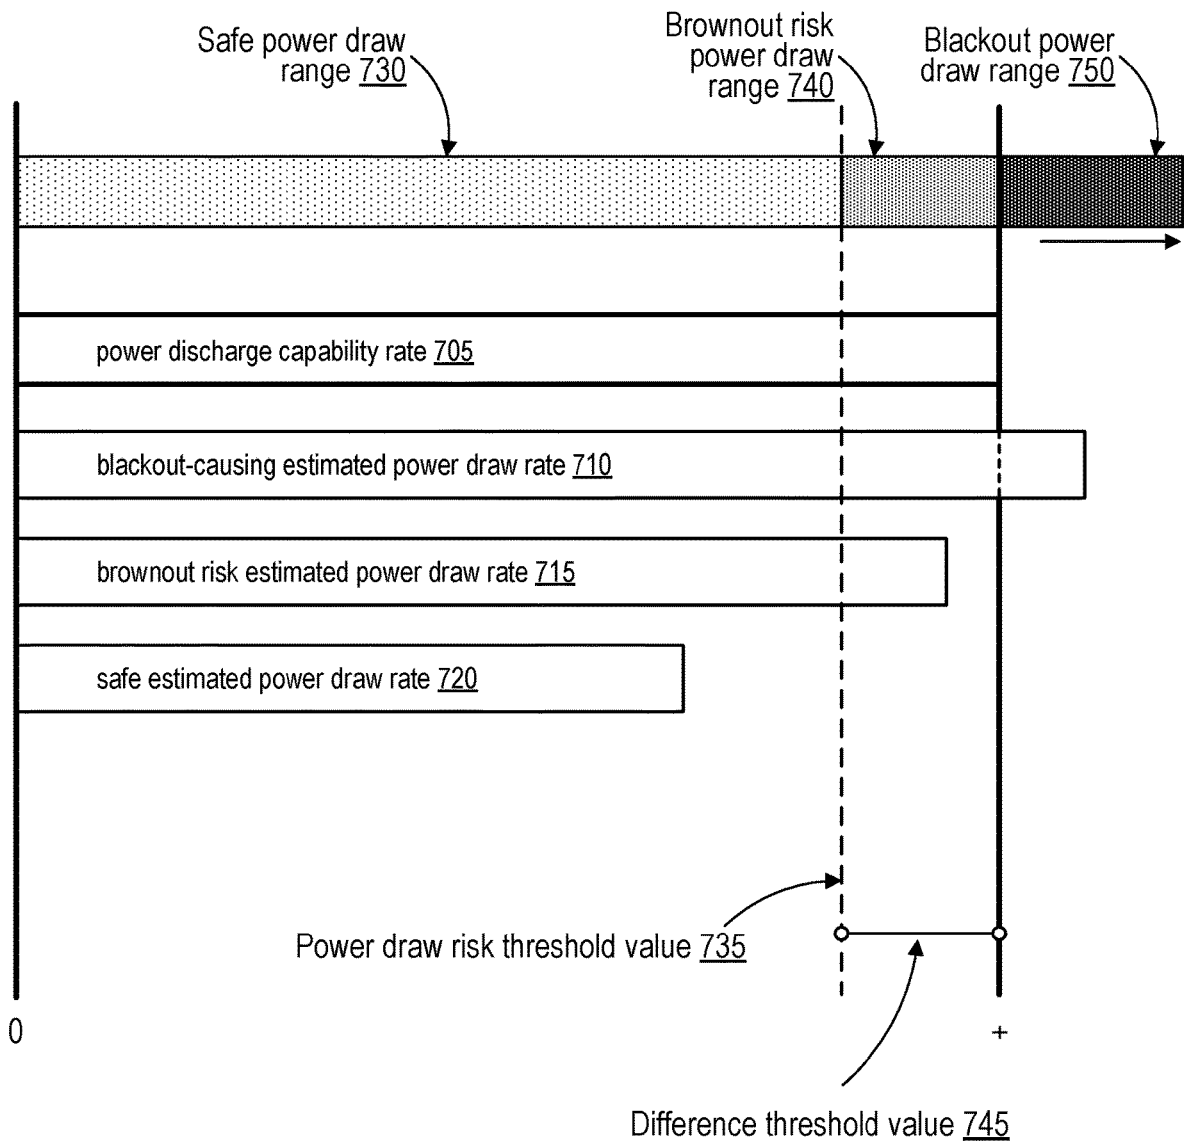 Safe power draw
range 730
Brownout risk
power draw
range 740
Blackout power
draw range 750
power discharge capability rate 705
blackout-causing estimated power draw rate 710
brownout risk estimated power draw rate 715
safe estimated power draw rate 720
Power draw risk threshold value 735
0
+
Difference threshold value 745